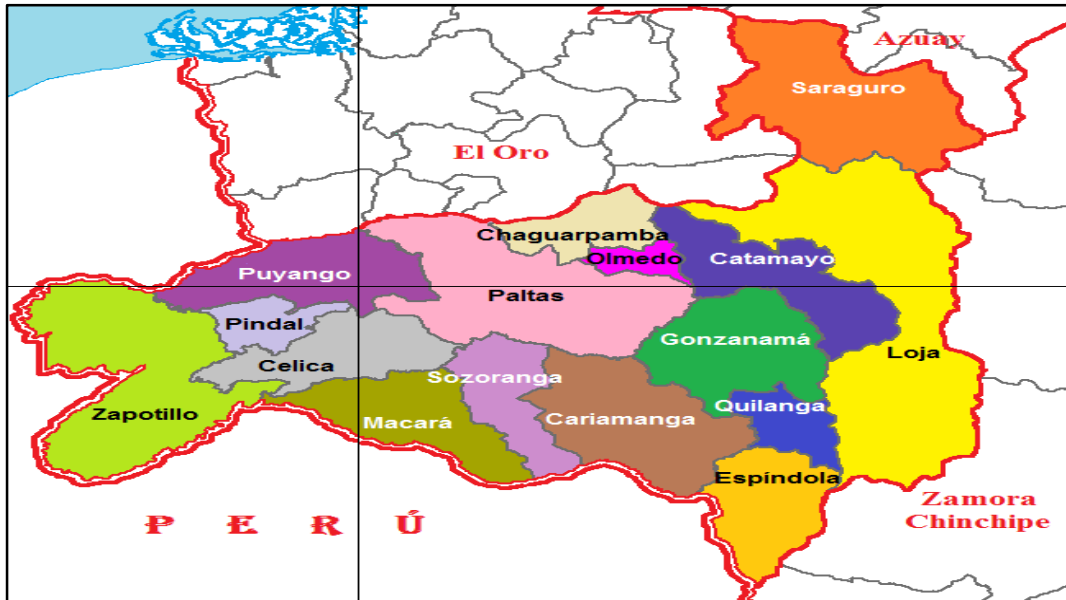 Azuay
Saraguro
El Oro
Chaguarpamba
Olmedo
Catamayo
Puyango
Paltas
Pindal
Gonzanamá
Loja
Celica
Sozoranga
Zapotillo
Macará
Cariamanga
Quilanga
Espíndola
Zamora
Chinchipe
P E R Ú